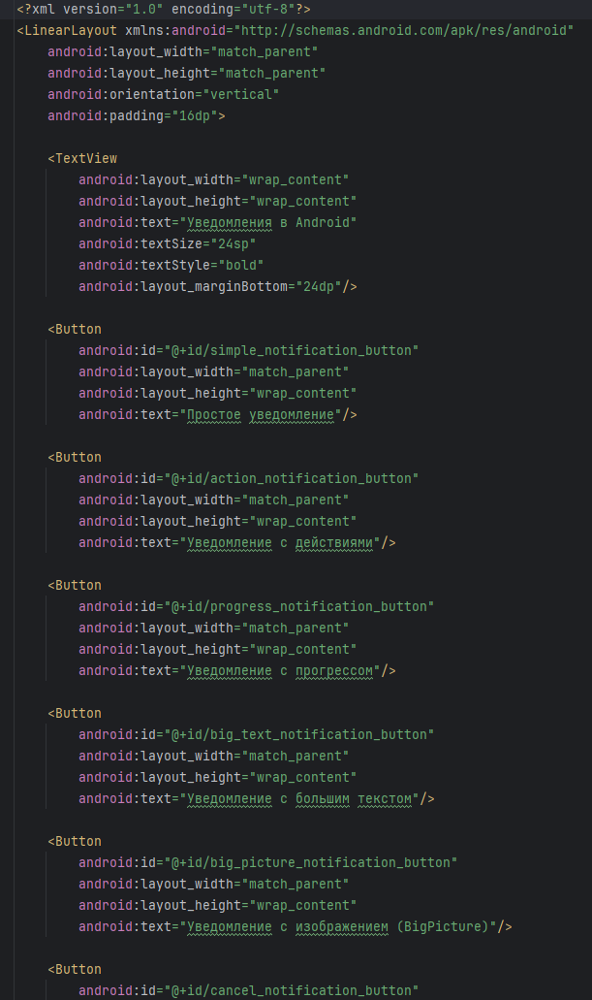 <?xml version="1.0" encoding="utf-8"?>
<LinearLayout xmlns:android="http://schemas.android.com/apk/res/android"
    android:layout_width="match_parent"
    android:layout_height="match_parent"
    android:orientation="vertical"
    android:padding="16dp">

    <TextView
        android:layout_width="wrap_content"
        android:layout_height="wrap_content"
        android:text="Уведомления в Android"
        android:textSize="24sp"
        android:textStyle="bold"
        android:layout_marginBottom="24dp"/>

    <Button
        android:id="@+id/simple_notification_button"
        android:layout_width="match_parent"
        android:layout_height="wrap_content"
        android:text="Простое уведомление"/>

    <Button
        android:id="@+id/action_notification_button"
        android:layout_width="match_parent"
        android:layout_height="wrap_content"
        android:text="Уведомление с действиями"/>

    <Button
        android:id="@+id/progress_notification_button"
        android:layout_width="match_parent"
        android:layout_height="wrap_content"
        android:text="Уведомление с прогрессом"/>

    <Button
        android:id="@+id/big_text_notification_button"
        android:layout_width="match_parent"
        android:layout_height="wrap_content"
        android:text="Уведомление с большим текстом"/>

    <Button
        android:id="@+id/big_picture_notification_button"
        android:layout_width="match_parent"
        android:layout_height="wrap_content"
        android:text="Уведомление с изображением (BigPicture)"/>

    <Button
        android:id="@+id/cancel_notification_button"